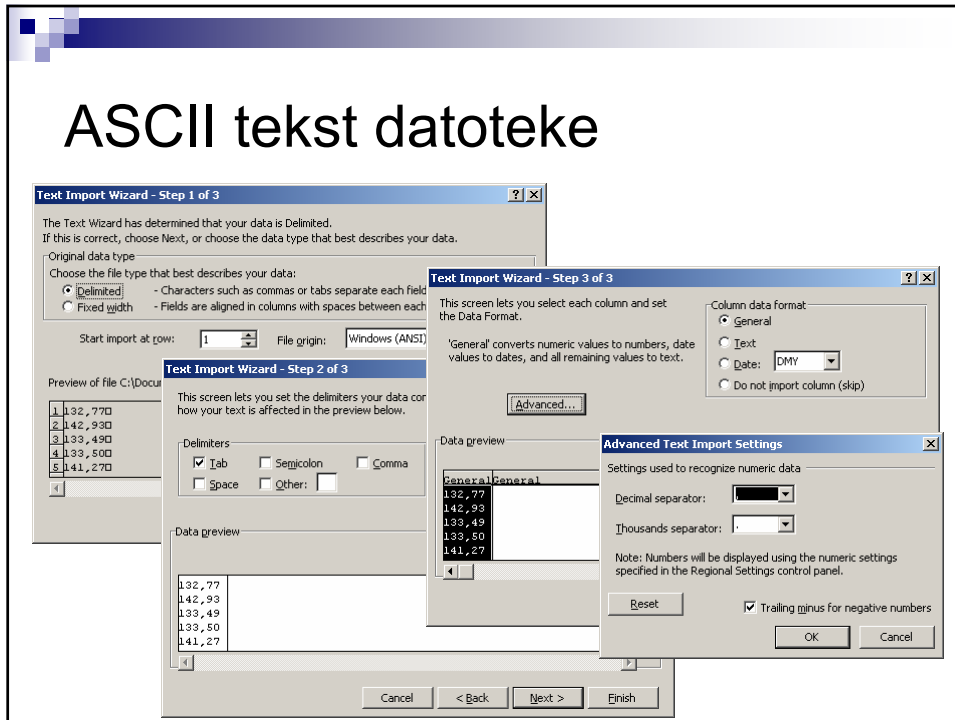 ASCII tekst datoteke
Text Import Wizard - Step 1 of 3
The Text Wizard has determined that your data is Delimited.
If this is correct, choose Next, or choose the data type that best describes your data.
Original data type
Choose the file type that best describes your data:
Delimited - Characters such as commas or tabs separate each field
Fixed width - Fields are aligned in columns with spaces between each
Start import at row: 1 File origin: Windows (ANSI)
Preview of file C:\Docu
1 132,77□
2 142,93□
3 133,49□
4 133,50□
5 141,27□
Text Import Wizard - Step 2 of 3
This screen lets you set the delimiters your data
how your text is affected in the preview below.
Delimiters
Tab Semicolon Comma
Space Other:
Data preview
132,77
142,93
133,49
133,50
141,27
Cancel < Back Next > Finish
Text Import Wizard - Step 3 of 3
This screen lets you select each column and set
the Data Format.
'General' converts numeric values to numbers, date
values to dates, and all remaining values to text.
Advanced...
Column data format
General
Text
Date: DMY
Do not import column (skip)
Data preview
General General
132,77
142,93
133,49
133,50
141,27
Advanced Text Import Settings
Settings used to recognize numeric data
Decimal separator:
Thousands separator: .
Note: Numbers will be displayed using the numeric settings
specified in the Regional Settings control panel.
Reset Trailing minus for negative numbers
OK Cancel